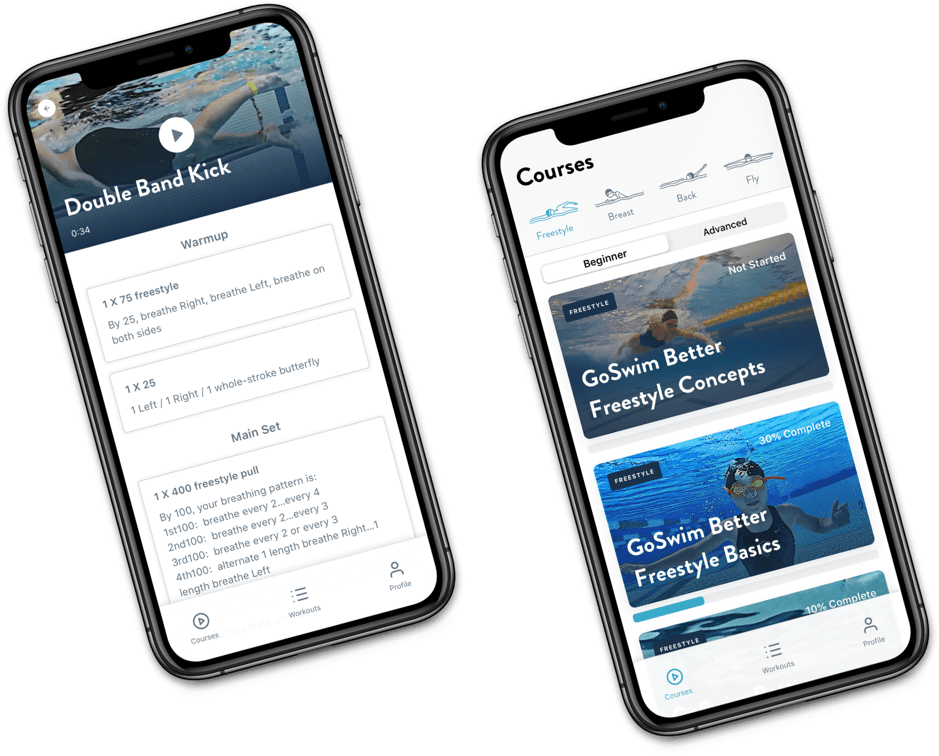 Double Band Kick
0:34
Warmup
1 X 75 freestyle
By 25, breathe Right, breathe Left, breathe on
both sides
1 X 25
1 Left / 1 Right / 1 whole-stroke butterfly
Main Set
1 X 400 freestyle pull
By 100, your breathing pattern is:
1st100: breathe every 2...every 4
2nd100: breathe every 2...every 3
3rd100: breathe every 2 or every 3
4th100: alternate 1 length breathe Right...1
length breathe Left
Courses
Workouts
Profile
Courses
Freestyle
Breast
Back
Fly
Beginner
Advanced
Not Started
FREESTYLE
GoSwim Better
Freestyle Concepts
30% Complete
FREESTYLE
GoSwim Better
Freestyle Basics
10% Complete
FREESTYLE
Courses
Workouts
Profile